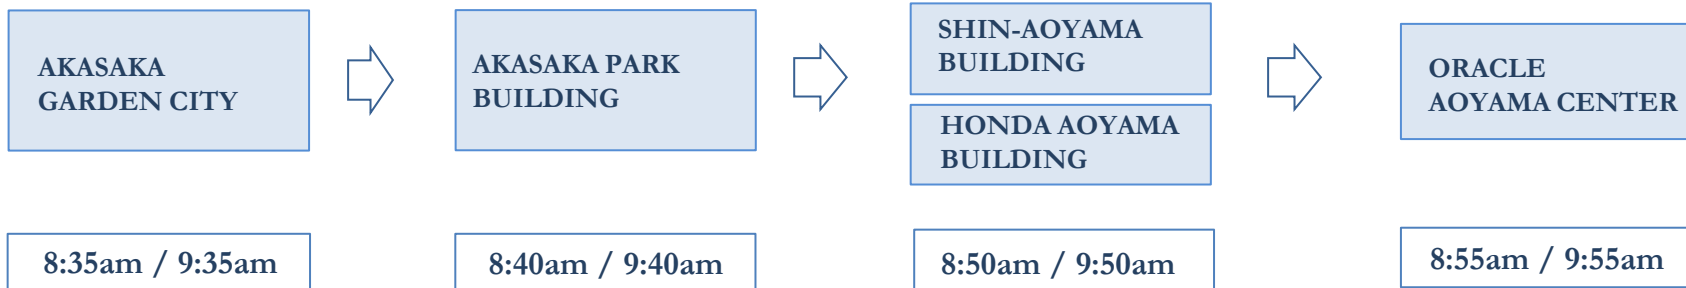 AKASAKA
GARDEN CITY
AKASAKA PARK
BUILDING
SHIN-AOYAMA
BUILDING
HONDA AOYAMA
BUILDING
ORACLE
AOYAMA CENTER
8:35am / 9:35am
8:40am / 9:40am
8:50am / 9:50am
8:55am / 9:55am